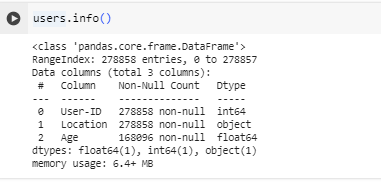 users.info()
<class 'pandas.core.frame.DataFrame'>
RangeIndex: 278858 entries, 0 to 278857
Data columns (total 3 columns):
 #   Column    Non-Null Count   Dtype
---  ------    --------------   -----
 0   User-ID   278858 non-null  int64
 1   Location  278858 non-null  object
 2   Age       168096 non-null  float64
dtypes: float64(1), int64(1), object(1)
memory usage: 6.4+ MB